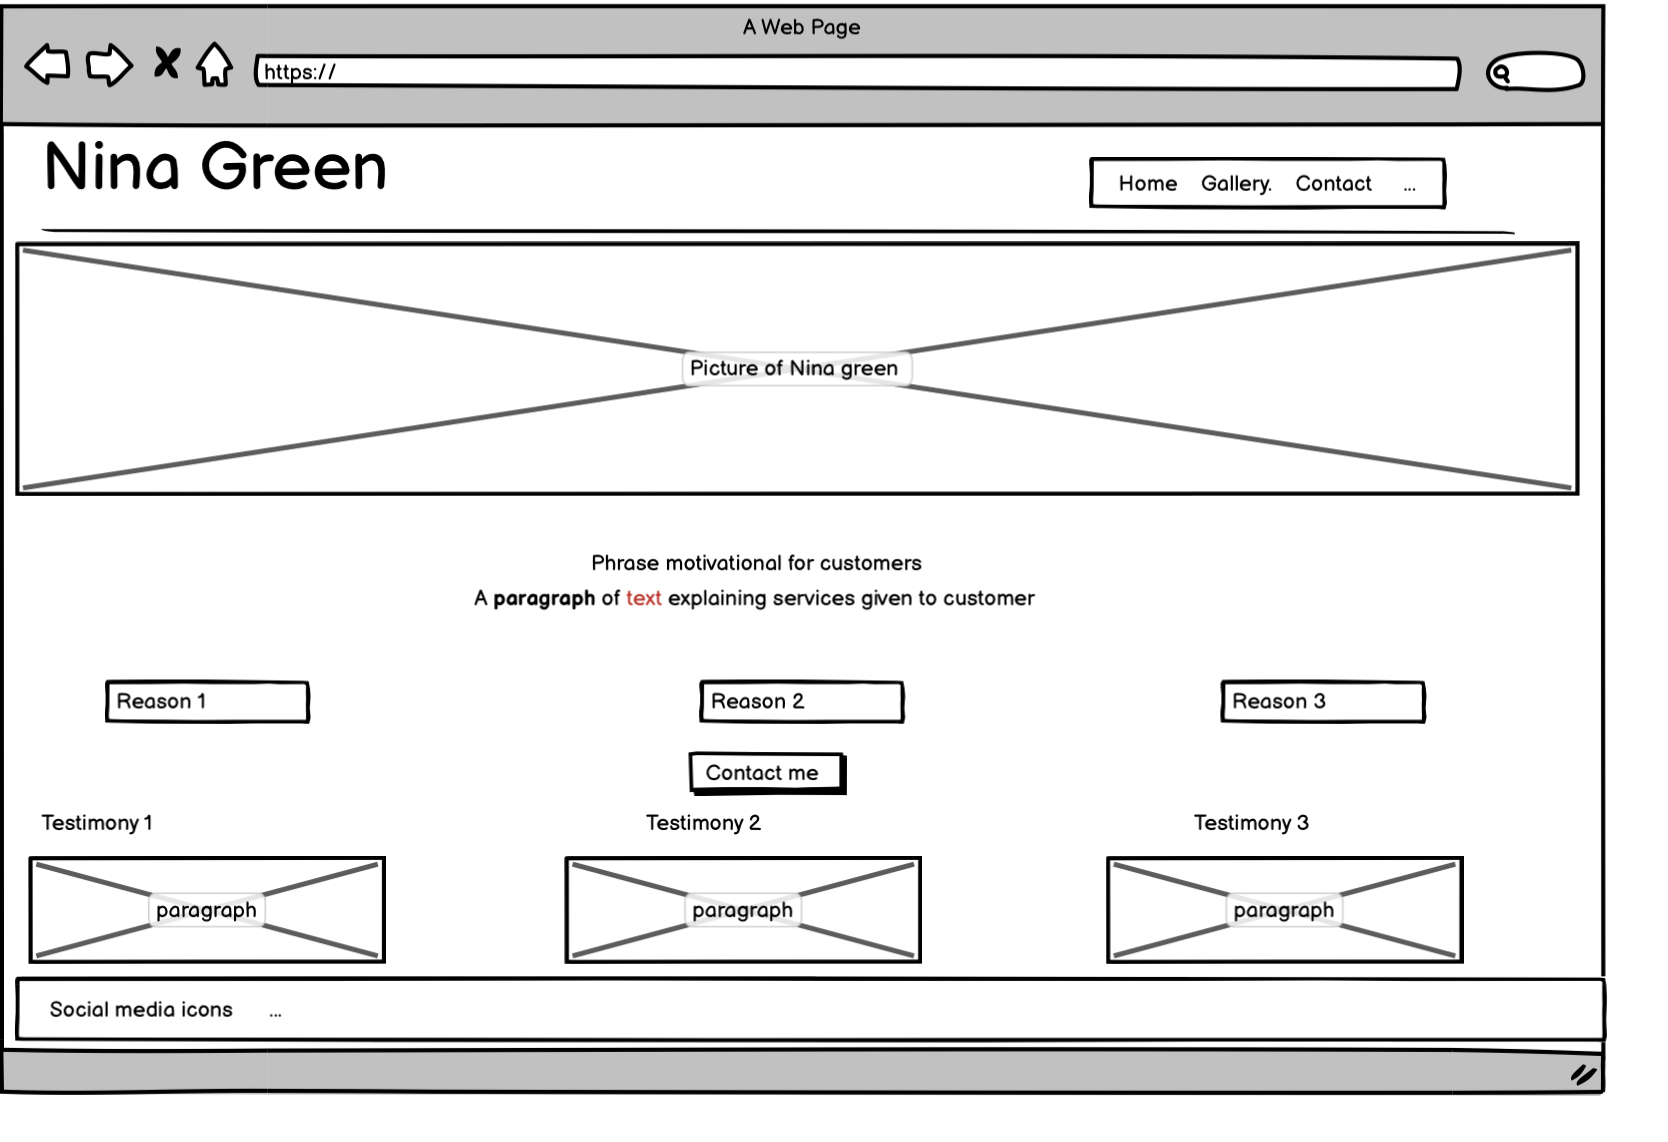 A Web Page
https://
Nina Green
Home Gallery. Contact ...
Picture of Nina green
Phrase motivational for customers
A paragraph of text explaining services given to customer
Reason 1 Reason 2 Reason 3
Contact me
Testimony 1 Testimony 2 Testimony 3
paragraph paragraph paragraph
Social media icons ...